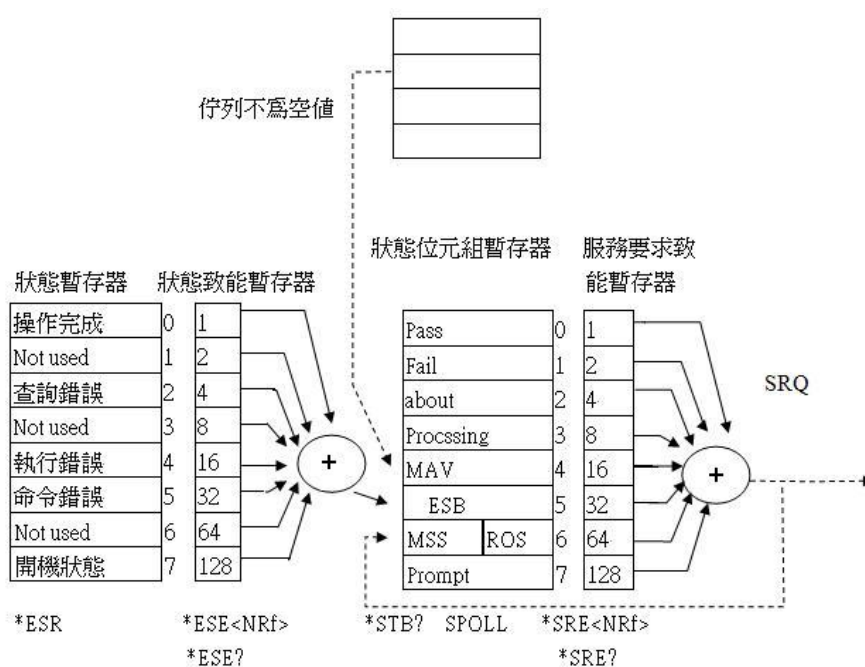 佇列不爲空値
狀態位元組暫存器
服務要求致
能暫存器
狀態暫存器
狀態致能暫存器
操作完成 0 1
Not used 1 2
查詢錯誤 2 4
Not used 3 8
執行錯誤 4 16
命令錯誤 5 32
Not used 6 64
開機狀態 7 128
+
Pass 0 1
Fail 1 2
about 2 4
Procssing 3 8
MAV 4 16
ESB 5 32
MSS ROS 6 64
Prompt 7 128
+
SRQ
*ESR *ESE<NRf> *STB? SPOLL *SRE<NRf>
*ESE? *SRE?